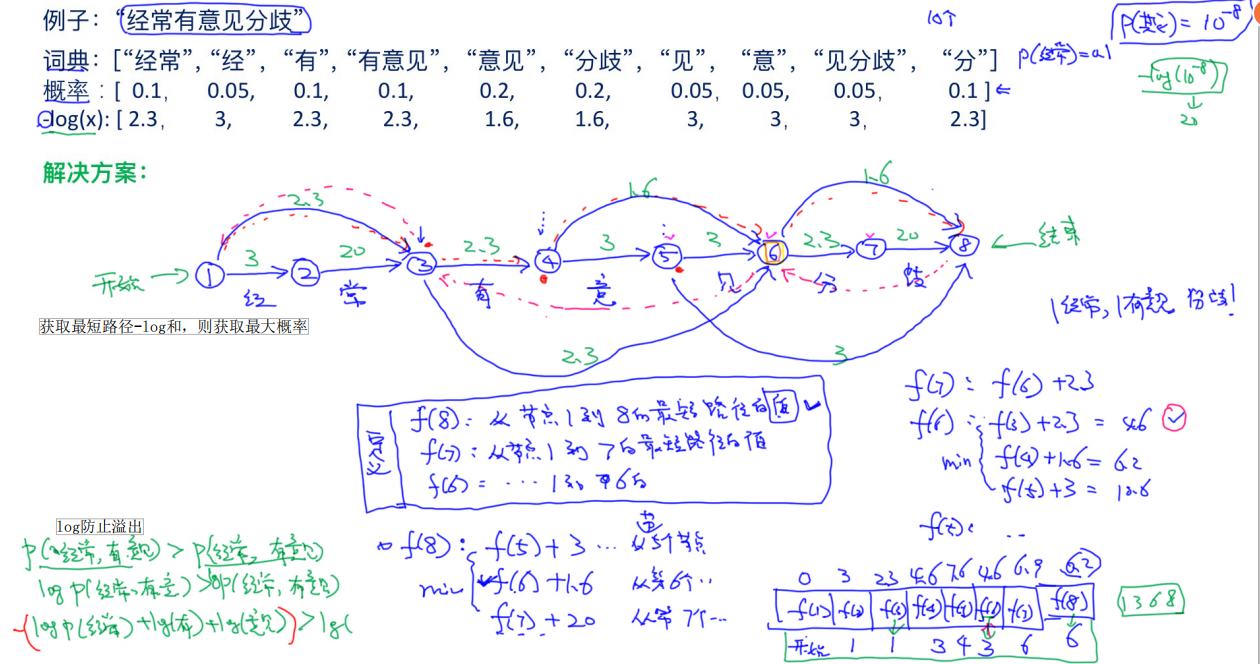 例子：“经常有意见分歧”
10个
P(其它) = 10^-8
词典：[“经常”，“经”，“有”，“有意见”，“意见”，“分歧”，“见”，“意”，“见分歧”，“分”]
P(经常)=0.1
概率：[ 0.1, 0.05, 0.1, 0.1, 0.2, 0.2, 0.05, 0.05, 0.05, 0.1 ]
-log(10^-8)
20
-log(x): [ 2.3, 3, 2.3, 2.3, 1.6, 1.6, 3, 3, 3, 2.3]
解决方案：
2.3 1.6 1.6
3 20 2.3 3 3 2.3 20
开始 1 2 3 4 5 6 7 8 结束
经 常 有 意 见 分 歧
2.3 3
|经常,|有意见 分歧!
获取最短路径-log和，则获取最大概率
定义
f(8): 从节点1到8的最短路径的值
f(7): 从节点1到7的最短路径的值
f(6) = ... 1到 6的
f(7): f(6) +2.3
f(6): f(3)+2.3 = 4.6
min f(4)+1.6 = 6.2
f(5)+3 = 10.6
f(5): ..
log防止溢出
P(经常,有意见) > P(经常, 有意见)
log P(经常,有意) > log P(经常, 有意见)
-(log P(经常)+log(有)+log(意见)) > log(
f(8): f(5)+3 ... 从5个节点
min f(6)+1.6 从第6个..
f(7)+20 从第7个...
0 3 2.3 4.6 7.6 4.6 6.9 6.2
f(1) f(2) f(3) f(4) f(5) f(6) f(7) f(8)
开始 1 1 3 4 3 6 6
1368